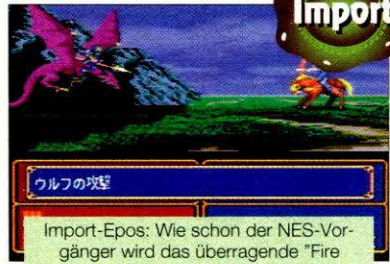 Import
ウルフの攻撃
Import-Epos: Wie schon der NES-Vor-
gänger wird das überragende "Fire